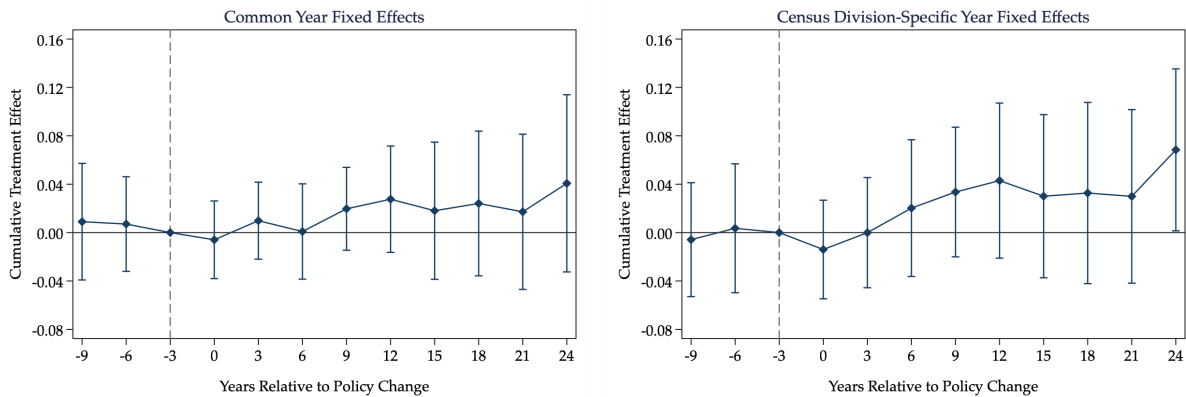 Common Year Fixed Effects
Cumulative Treatment Effect
0.16
0.12
0.08
0.04
0.00
-0.04
-0.08
-9 -6 -3 0 3 6 9 12 15 18 21 24
Years Relative to Policy Change
Census Division-Specific Year Fixed Effects
Cumulative Treatment Effect
0.16
0.12
0.08
0.04
0.00
-0.04
-0.08
-9 -6 -3 0 3 6 9 12 15 18 21 24
Years Relative to Policy Change